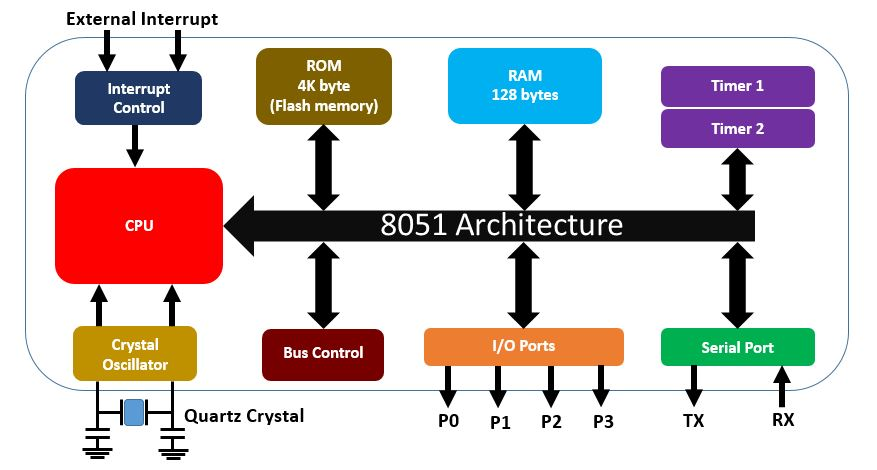 External Interrupt
Interrupt
Control
ROM
4K byte
(Flash memory)
RAM
128 bytes
Timer 1
Timer 2
CPU
8051 Architecture
Crystal
Oscillator
Bus Control
I/O Ports
Serial Port
Quartz Crystal
P0
P1
P2
P3
TX
RX